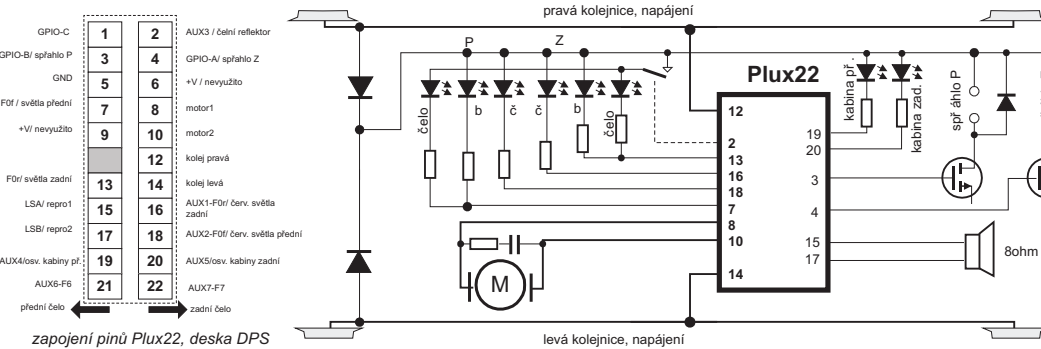 GPIO-C 1 2 AUX3 / čelní reflektor
GPIO-B/ spřahlo P 3 4 GPIO-A/ spřahlo Z
GND 5 6 +V / nevyužito
F0f / světla přední 7 8 motor1
+V/ nevyužito 9 10 motor2
12 kolej pravá
F0r/ světla zadní 13 14 kolej levá
LSA/ repro1 15 16 AUX1-F0r/ červ. světla
zadní
LSB/ repro2 17 18 AUX2-F0f/ červ. světla přední
AUX4/osv. kabiny př. 19 20 AUX5/osv. kabiny zadní
AUX6-F6 21 22 AUX7-F7
přední čelo
zadní čelo
zapojení pinů Plux22, deska DPS
pravá kolejnice, napájení
P
Z
čelo
b
č
č
b
čelo
M
Plux22
12
2
13
16
18
7
8
10
14
19
20
3
4
15
17
kabina př .
kabina zad.
spř áhlo P
8ohm
levá kolejnice, napájení